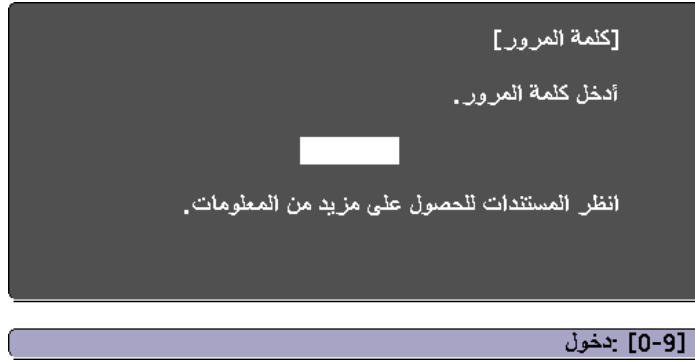 [كلمة المرور]
أدخل كلمة المرور.
انظر المستندات للحصول على مزيد من المعلومات.
[0-9] :دخول